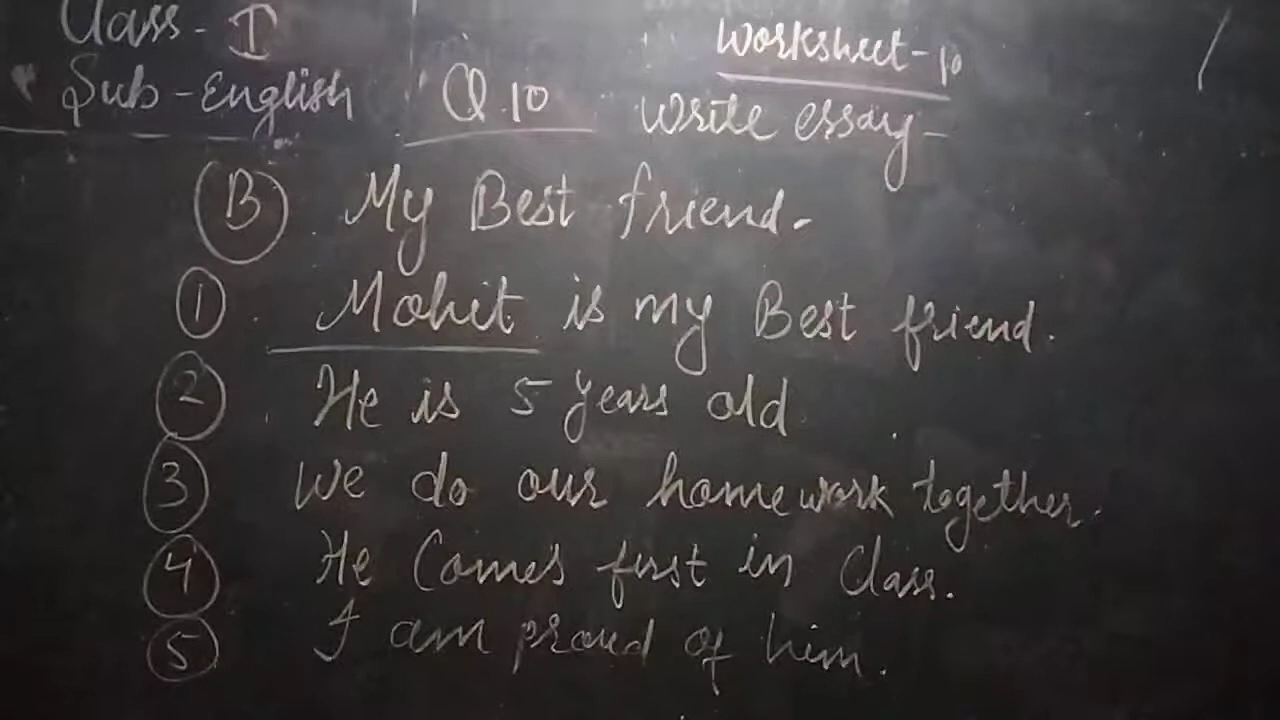 Class - I
Sub - English
Worksheet - 10
Q.10 Write essay -
B My Best friend -
1 Mohit is my Best friend.
2 He is 5 years old.
3 We do our homework together.
4 He Comes first in Class.
5 I am proud of him.